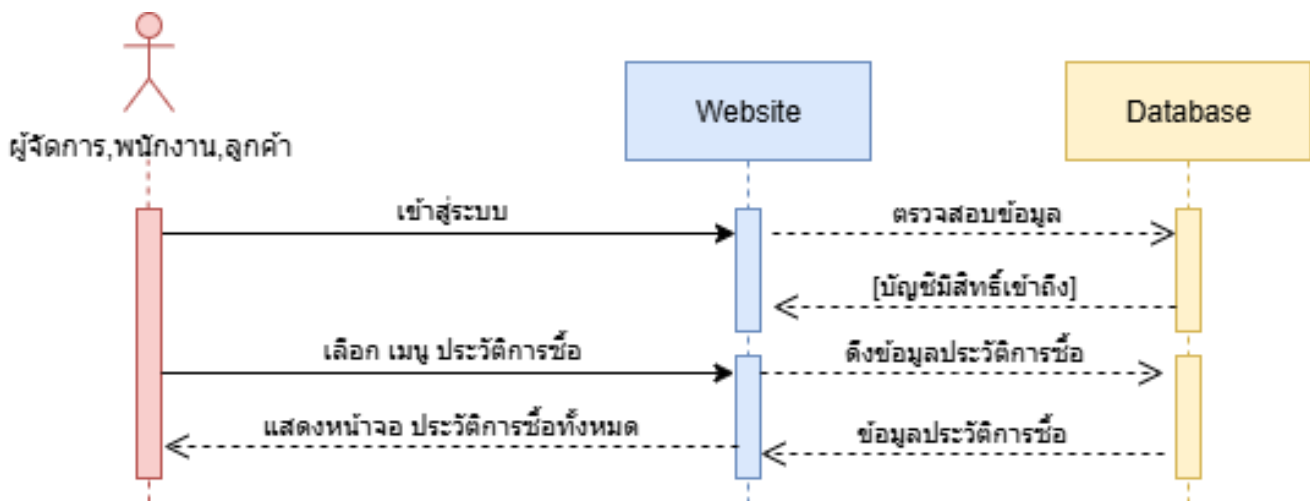 ผู้จัดการ,พนักงาน,ลูกค้า
Website
Database
เข้าสู่ระบบ
ตรวจสอบข้อมูล
[บัญชีมีสิทธิ์เข้าถึง]
เลือก เมนู ประวัติการซื้อ
ดึงข้อมูลประวัติการซื้อ
แสดงหน้าจอ ประวัติการซื้อทั้งหมด
ข้อมูลประวัติการซื้อ